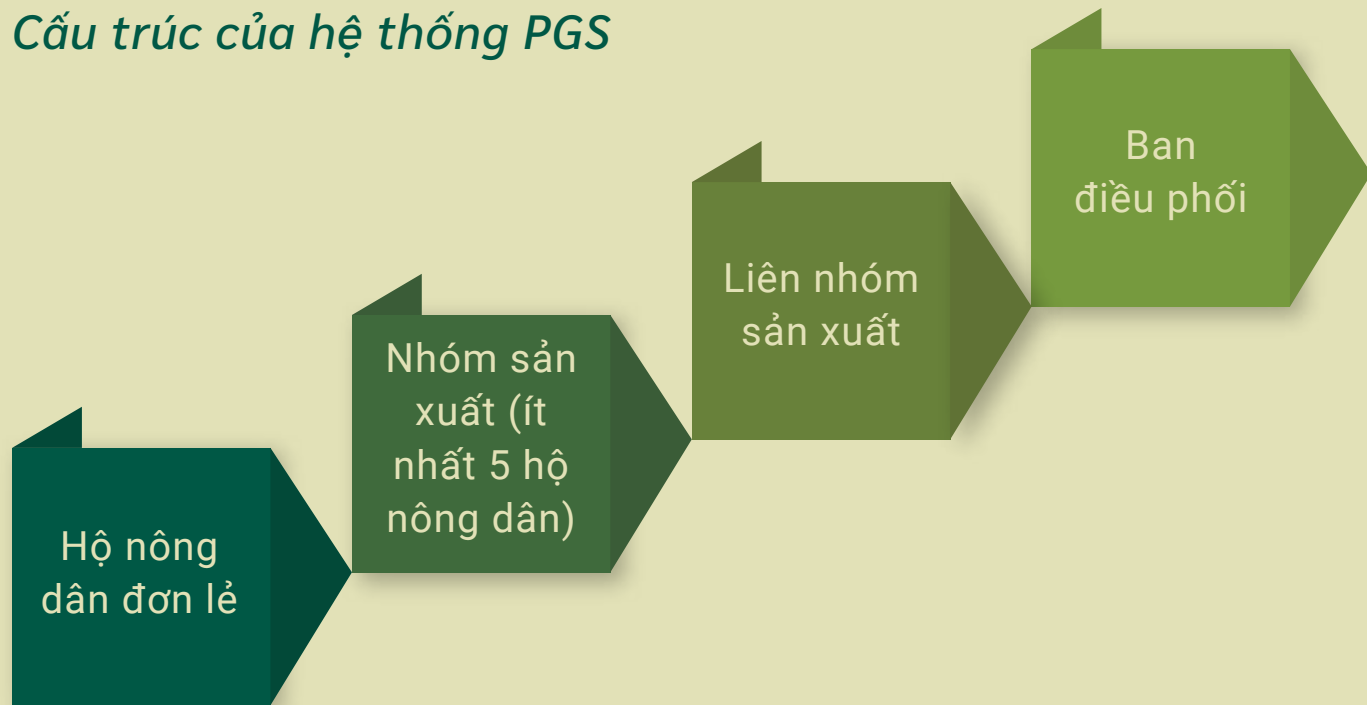 Cấu trúc của hệ thống PGS
Hộ nông
dân đơn lẻ
Nhóm sản
xuất (ít
nhất 5 hộ
nông dân)
Liên nhóm
sản xuất
Ban
điều phối